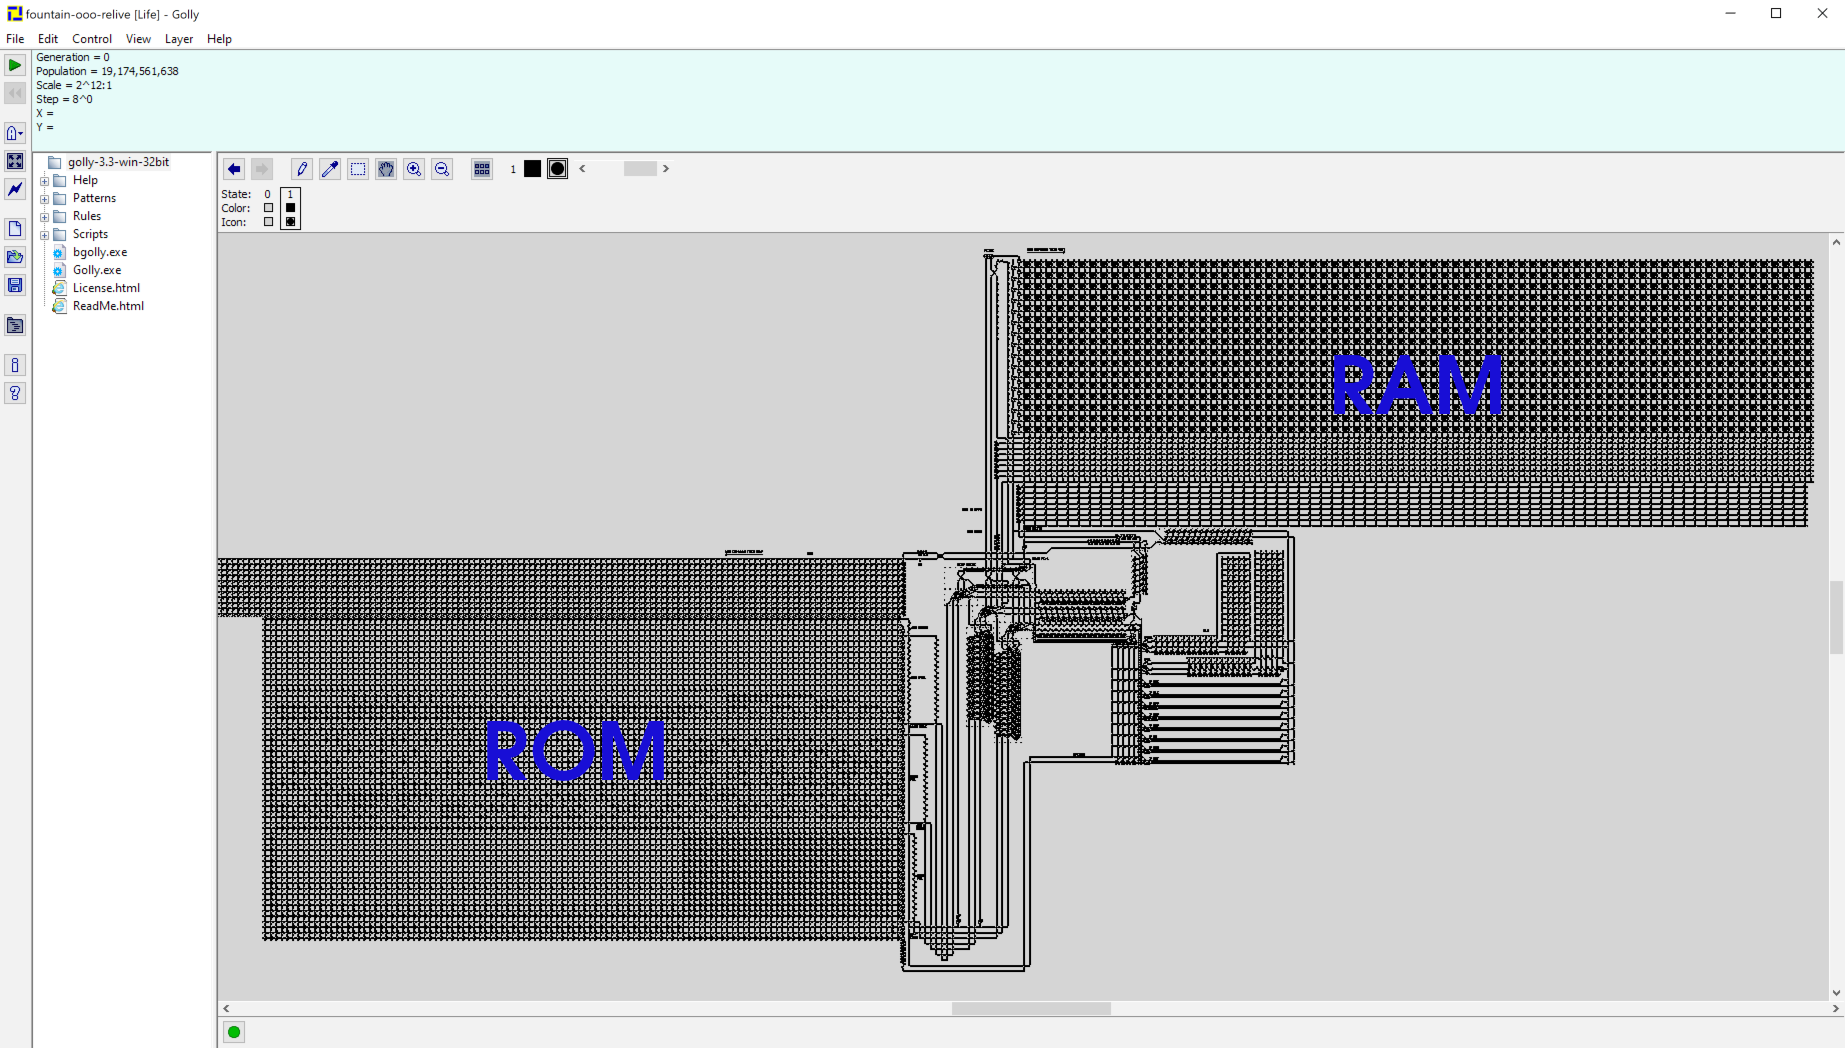 fountain-ooo-relive [Life] - Golly
File Edit Control View Layer Help
Generation = 0
Population = 19,174,561,638
Scale = 2^12:1
Step = 8^0
X =
Y =
golly-3.3-win-32bit
Help
Patterns
Rules
Scripts
bgolly.exe
Golly.exe
License.html
ReadMe.html
1
State: 0 1
Color:
Icon:
RAM
ROM